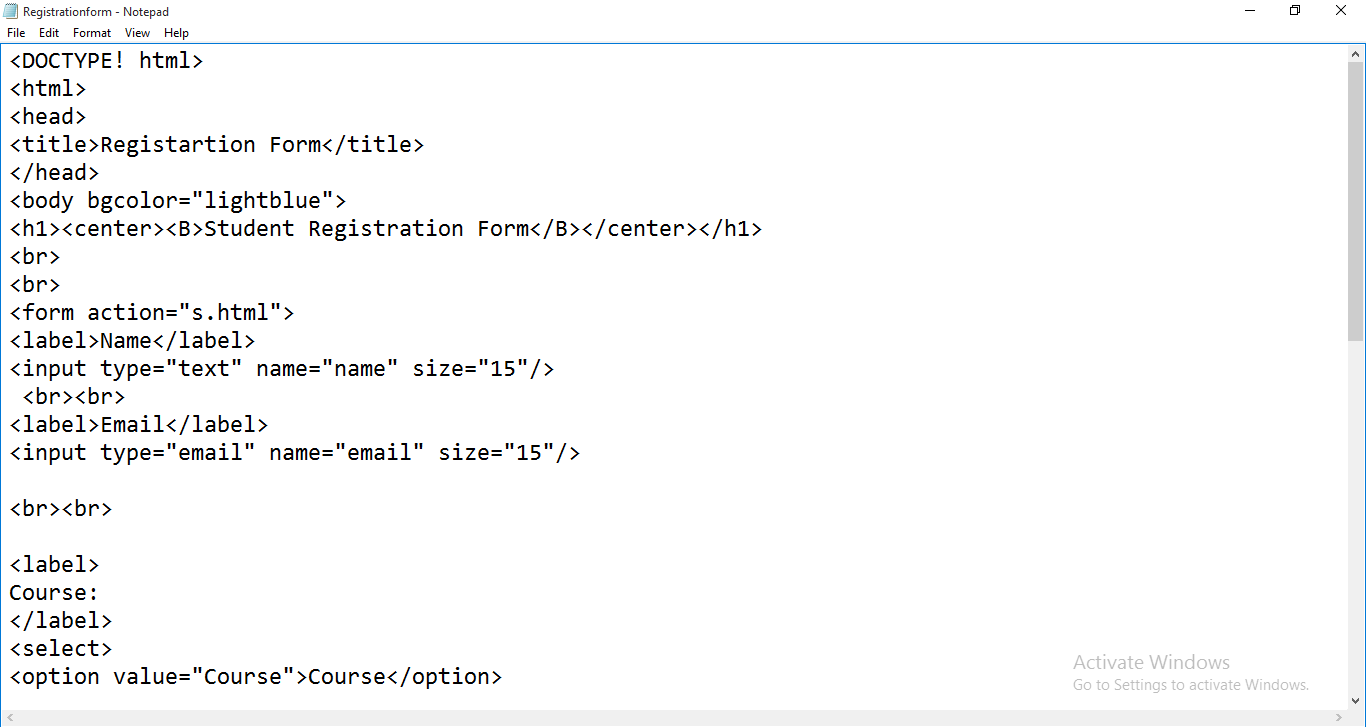 Registrationform - Notepad
File Edit Format View Help
<DOCTYPE! html>
<html>
<head>
<title>Registartion Form</title>
</head>
<body bgcolor="lightblue">
<h1><center><B>Student Registration Form</B></center></h1>
<br>
<br>
<form action="s.html">
<label>Name</label>
<input type="text" name="name" size="15"/>
<br><br>
<label>Email</label>
<input type="email" name="email" size="15"/>
<br><br>
<label>
Course:
</label>
<select>
<option value="Course">Course</option>
Activate Windows
Go to Settings to activate Windows.